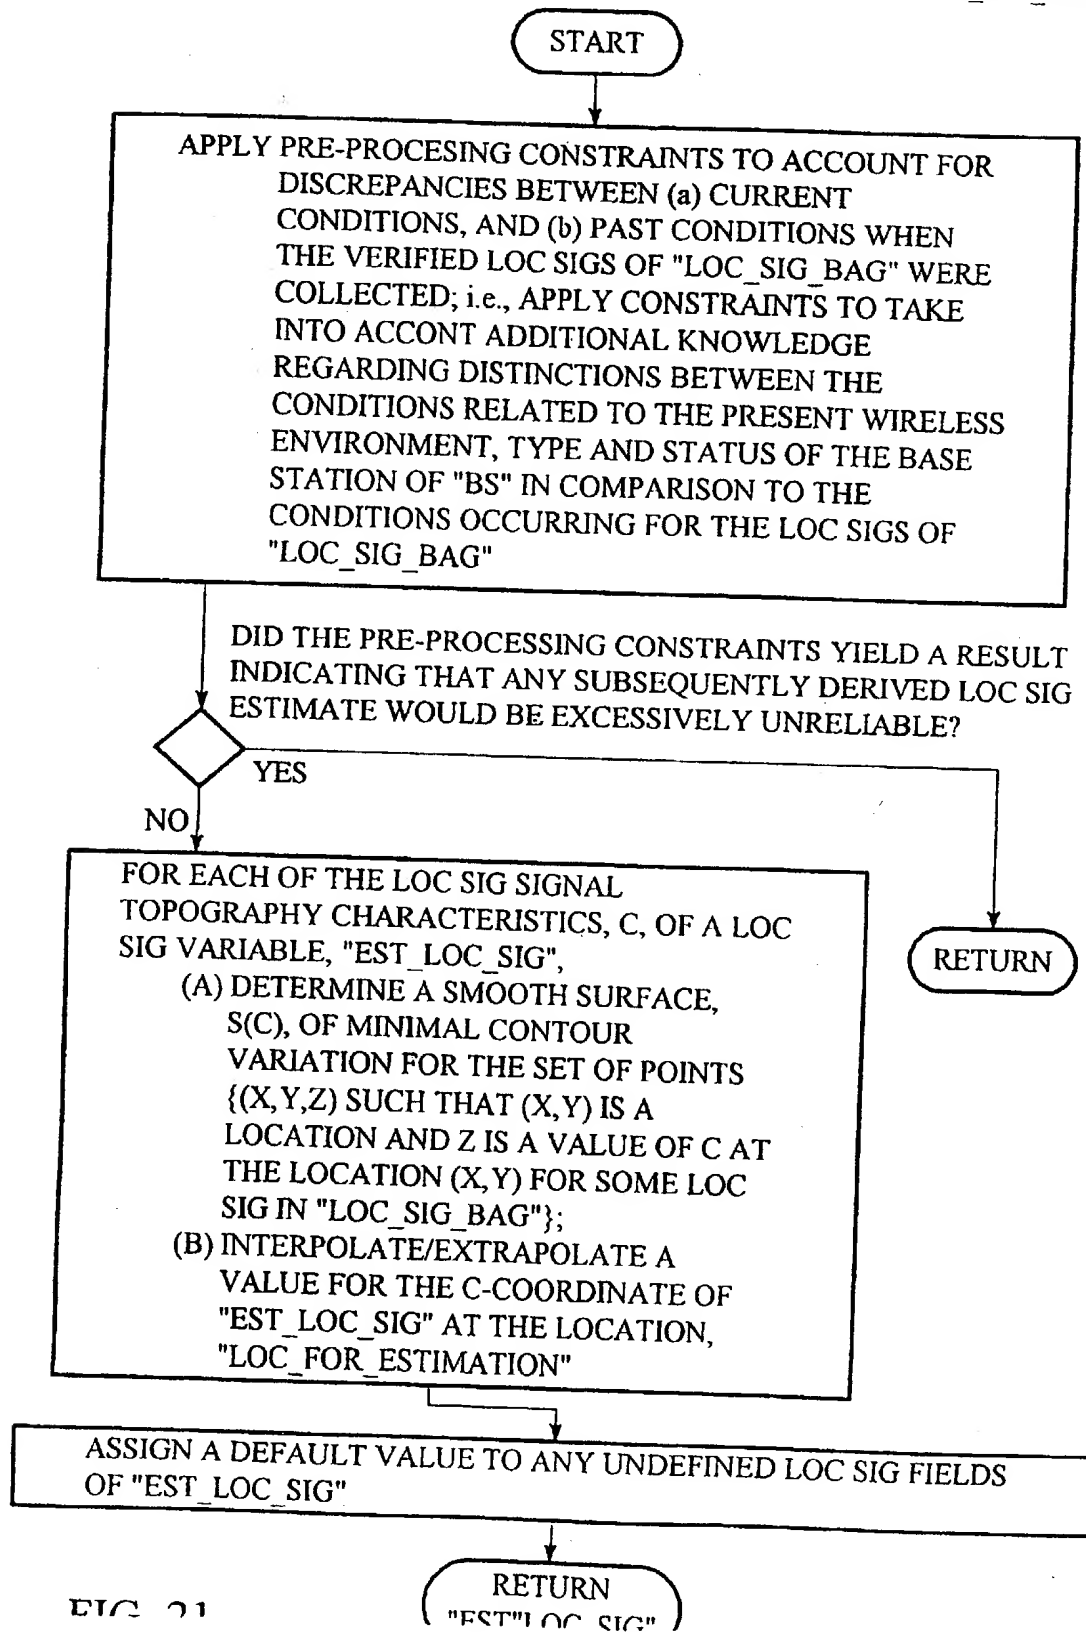 START
APPLY PRE-PROCESING CONSTRAINTS TO ACCOUNT FOR
DISCREPANCIES BETWEEN (a) CURRENT
CONDITIONS, AND (b) PAST CONDITIONS WHEN
THE VERIFIED LOC SIGS OF "LOC_SIG_BAG" WERE
COLLECTED; i.e., APPLY CONSTRAINTS TO TAKE
INTO ACCONT ADDITIONAL KNOWLEDGE
REGARDING DISTINCTIONS BETWEEN THE
CONDITIONS RELATED TO THE PRESENT WIRELESS
ENVIRONMENT, TYPE AND STATUS OF THE BASE
STATION OF "BS" IN COMPARISON TO THE
CONDITIONS OCCURRING FOR THE LOC SIGS OF
"LOC_SIG_BAG"
DID THE PRE-PROCESSING CONSTRAINTS YIELD A RESULT
INDICATING THAT ANY SUBSEQUENTLY DERIVED LOC SIG
ESTIMATE WOULD BE EXCESSIVELY UNRELIABLE?
YES
NO
FOR EACH OF THE LOC SIG SIGNAL
TOPOGRAPHY CHARACTERISTICS, C, OF A LOC
SIG VARIABLE, "EST_LOC_SIG",
(A) DETERMINE A SMOOTH SURFACE,
S(C), OF MINIMAL CONTOUR
VARIATION FOR THE SET OF POINTS
{(X,Y,Z) SUCH THAT (X,Y) IS A
LOCATION AND Z IS A VALUE OF C AT
THE LOCATION (X,Y) FOR SOME LOC
SIG IN "LOC_SIG_BAG"};
(B) INTERPOLATE/EXTRAPOLATE A
VALUE FOR THE C-COORDINATE OF
"EST_LOC_SIG" AT THE LOCATION,
"LOC_FOR_ESTIMATION"
RETURN
ASSIGN A DEFAULT VALUE TO ANY UNDEFINED LOC SIG FIELDS
OF "EST_LOC_SIG"
RETURN
"EST"LOC_SIG"
FIG. 21